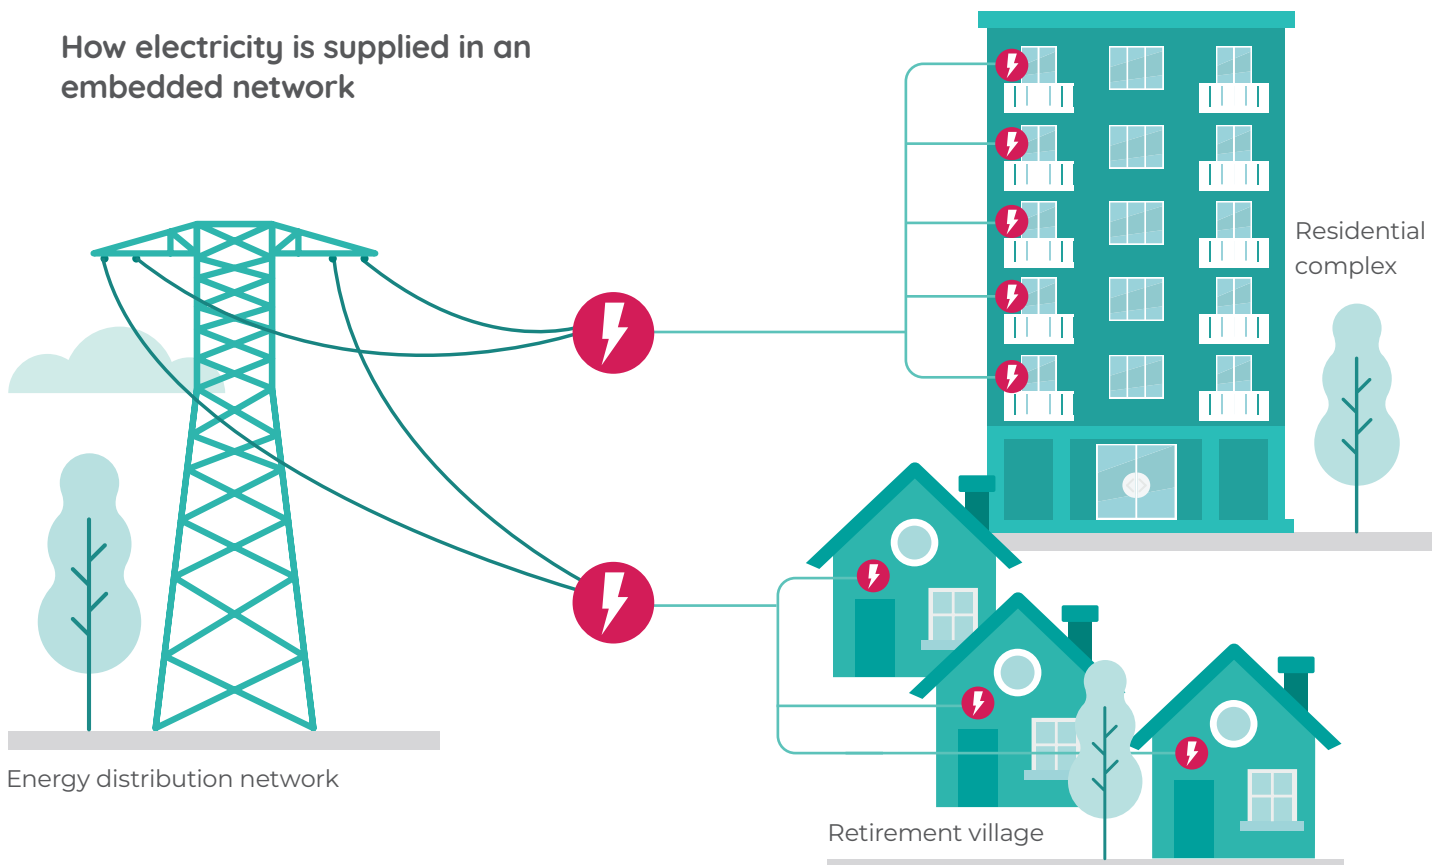 How electricity is supplied in an
embedded network
Residential
complex
Energy distribution network
Retirement village